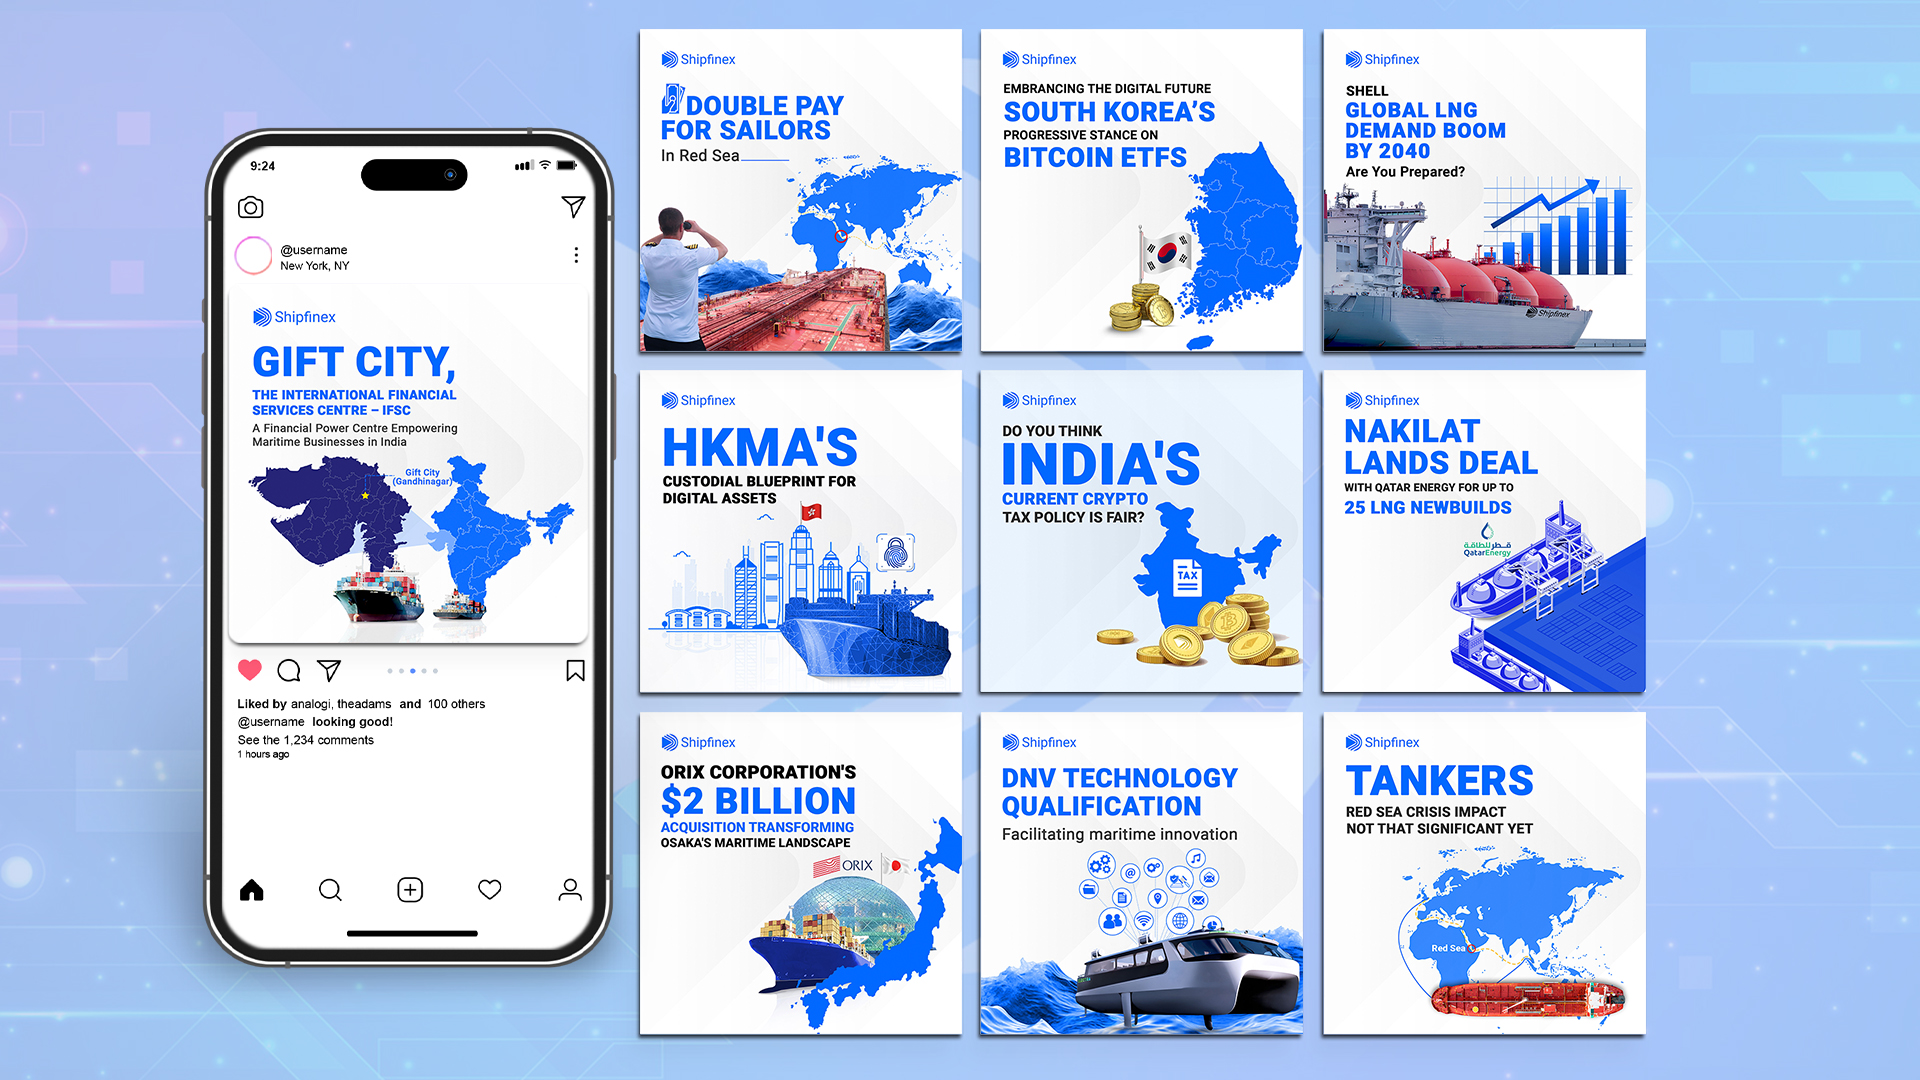 9:24
@username
New York, NY
Shipfinex
GIFT CITY,
THE INTERNATIONAL FINANCIAL
SERVICES CENTRE – IFSC
A Financial Power Centre Empowering
Maritime Businesses in India
Gift City
(Gandhinagar)
Liked by analogi, theadams and 100 others
@username looking good!
See the 1,234 comments
1 hours ago
Shipfinex
DOUBLE PAY
FOR SAILORS
In Red Sea
Shipfinex
EMBRANCING THE DIGITAL FUTURE
SOUTH KOREA’S
PROGRESSIVE STANCE ON
BITCOIN ETFS
Shipfinex
SHELL
GLOBAL LNG
DEMAND BOOM
BY 2040
Are You Prepared?
Shipfinex
Shipfinex
HKMA'S
CUSTODIAL BLUEPRINT FOR
DIGITAL ASSETS
Shipfinex
DO YOU THINK
INDIA'S
CURRENT CRYPTO
TAX POLICY IS FAIR?
TAX
Shipfinex
NAKILAT
LANDS DEAL
WITH QATAR ENERGY FOR UP TO
25 LNG NEWBUILDS
قطر للطاقة
QatarEnergy
Shipfinex
ORIX CORPORATION'S
$2 BILLION
ACQUISITION TRANSFORMING
OSAKA'S MARITIME LANDSCAPE
ORIX
Shipfinex
DNV TECHNOLOGY
QUALIFICATION
Facilitating maritime innovation
Shipfinex
TANKERS
RED SEA CRISIS IMPACT
NOT THAT SIGNIFICANT YET
Red Sea